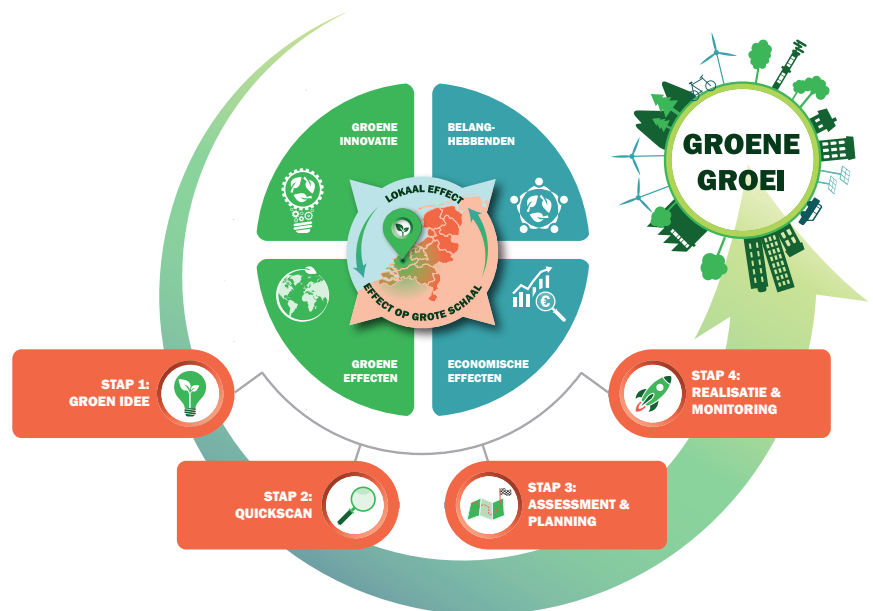 GROENE
INNOVATIE
BELANG-
HEBBENDEN
GROENE
GROEI
LOKAAL EFFECT
EFFECT OP GROTE SCHAAL
GROENE
EFFECTEN
ECONOMISCHE
EFFECTEN
€
STAP 1:
GROEN IDEE
STAP 2:
QUICKSCAN
STAP 3:
ASSESSMENT &
PLANNING
STAP 4:
REALISATIE &
MONITORING